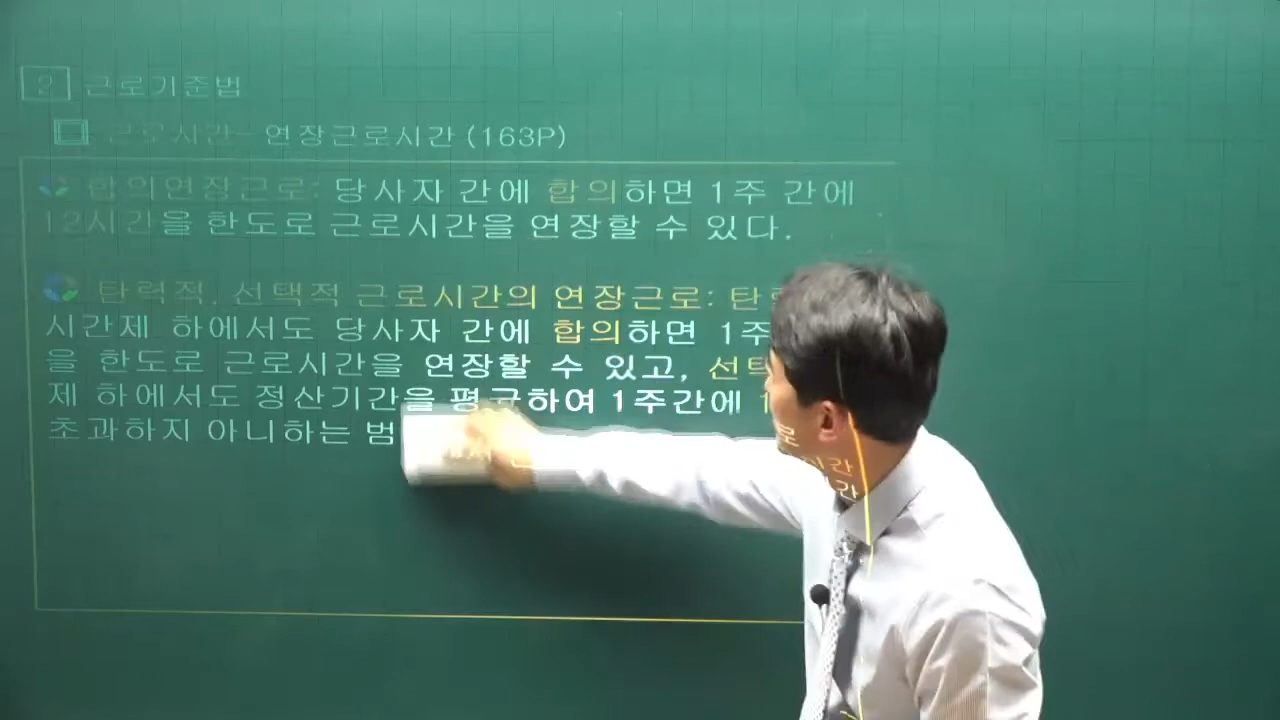 2 근로기준법
근로시간- 연장근로시간 (163P)
합의연장근로: 당사자 간에 합의하면 1주 간에
12시간을 한도로 근로시간을 연장할 수 있다.
탄력적, 선택적 근로시간의 연장근로: 탄
시간제 하에서도 당사자 간에 합의하면 1주
을 한도로 근로시간을 연장할 수 있고, 선택
제 하에서도 정산기간을 평균하여 1주간에 1
초과하지 아니하는 범
로
시간
간